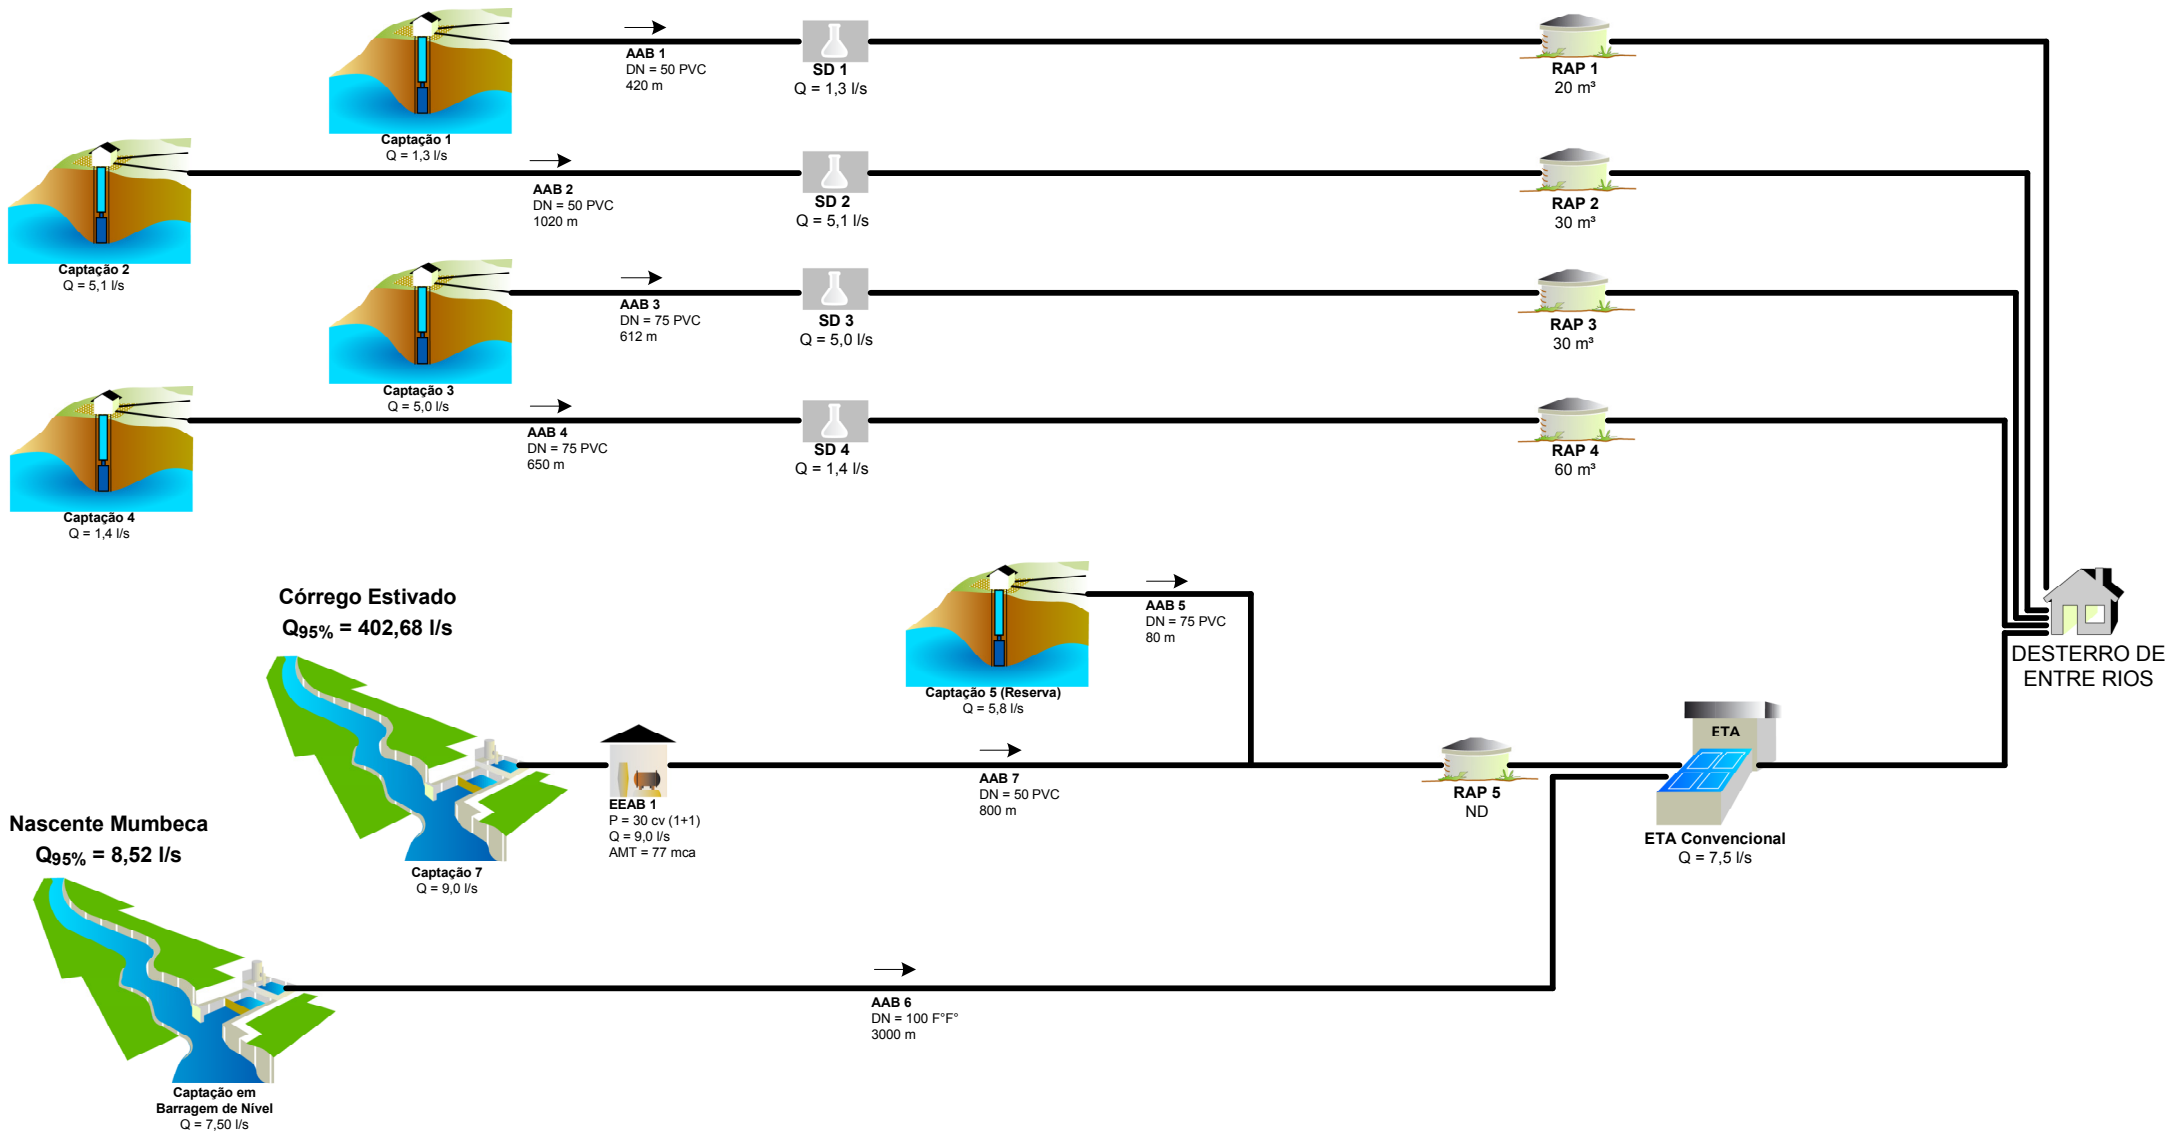 AAB 1
DN = 50 PVC
420 m
SD 1
Q = 1,3 l/s
RAP 1
20 m³
Captação 1
Q = 1,3 l/s
AAB 2
DN = 50 PVC
1020 m
SD 2
Q = 5,1 l/s
RAP 2
30 m³
Captação 2
Q = 5,1 l/s
AAB 3
DN = 75 PVC
612 m
SD 3
Q = 5,0 l/s
RAP 3
30 m³
Captação 3
Q = 5,0 l/s
AAB 4
DN = 75 PVC
650 m
SD 4
Q = 1,4 l/s
RAP 4
60 m³
Captação 4
Q = 1,4 l/s
Córrego Estivado
Q95% = 402,68 l/s
AAB 5
DN = 75 PVC
80 m
Captação 5 (Reserva)
Q = 5,8 l/s
DESTERRO DE
ENTRE RIOS
EEAB 1
P = 30 cv (1+1)
Q = 9,0 l/s
AMT = 77 mca
AAB 7
DN = 50 PVC
800 m
RAP 5
ND
ETA
ETA Convencional
Q = 7,5 l/s
Captação 7
Q = 9,0 l/s
Nascente Mumbeca
Q95% = 8,52 l/s
AAB 6
DN = 100 F°F°
3000 m
Captação em
Barragem de Nível
Q = 7,50 l/s